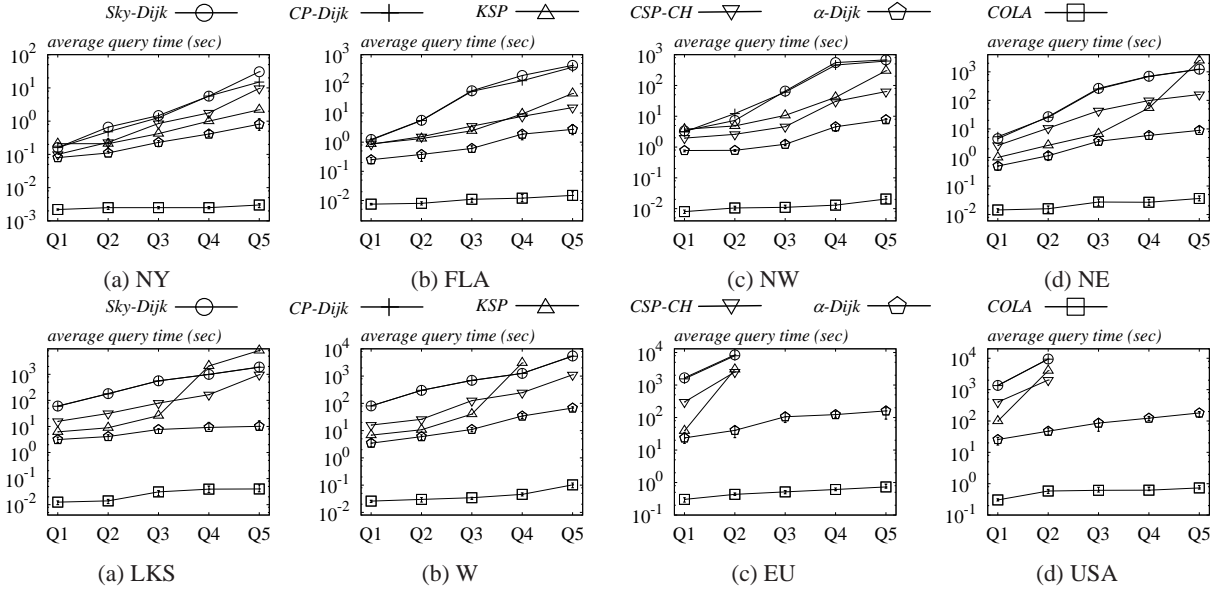 Sky-Dijk CP-Dijk KSP CSP-CH α-Dijk COLA
average query time (sec) average query time (sec) average query time (sec) average query time (sec)
10^2 10^3 10^3 10^3
10^1 10^2 10^2 10^2
10^0 10^1 10^1 10^1
10^-1 10^0 10^0 10^0
10^-2 10^-1 10^-1 10^-1
10^-3 10^-2 10^-2 10^-2
Q1 Q2 Q3 Q4 Q5 Q1 Q2 Q3 Q4 Q5 Q1 Q2 Q3 Q4 Q5 Q1 Q2 Q3 Q4 Q5
(a) NY (b) FLA (c) NW (d) NE
Sky-Dijk CP-Dijk KSP CSP-CH α-Dijk COLA
average query time (sec) average query time (sec) average query time (sec) average query time (sec)
10^3 10^4 10^4 10^4
10^2 10^3 10^3 10^3
10^1 10^2 10^2 10^2
10^0 10^1 10^1 10^1
10^-1 10^0 10^0 10^0
10^-2 10^-1 10^-1 10^-1
10^-2
Q1 Q2 Q3 Q4 Q5 Q1 Q2 Q3 Q4 Q5 Q1 Q2 Q3 Q4 Q5 Q1 Q2 Q3 Q4 Q5
(a) LKS (b) W (c) EU (d) USA